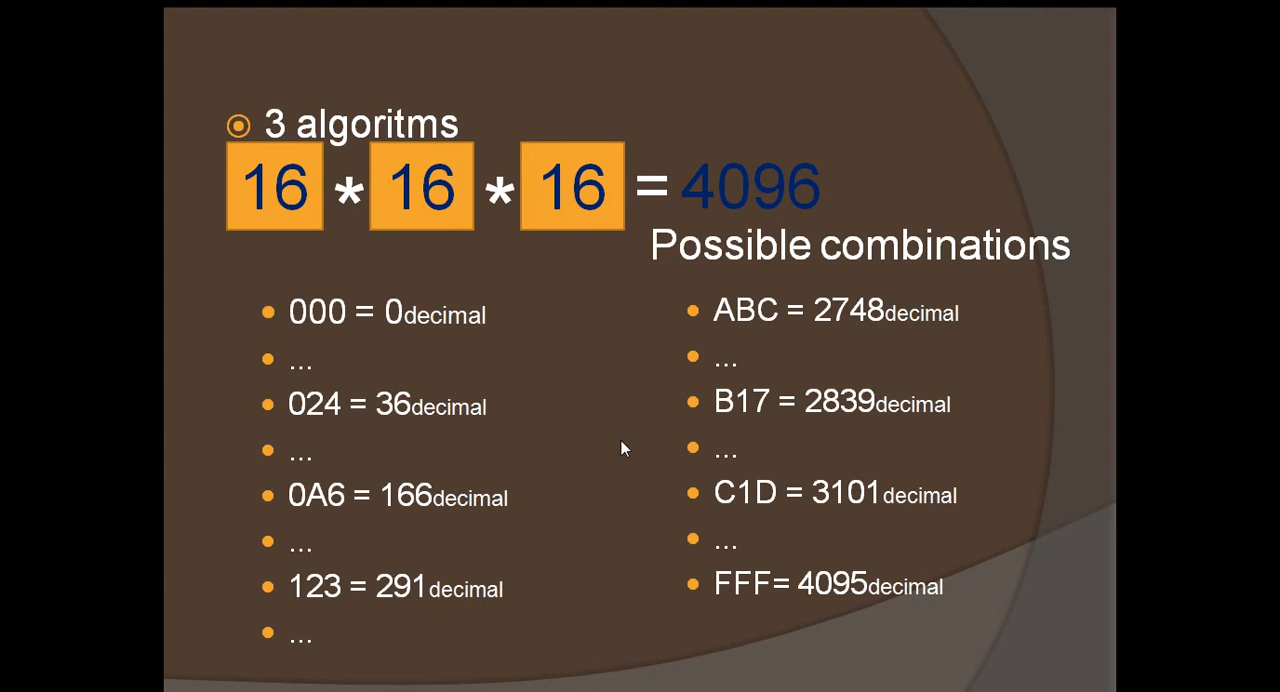 3 algoritms
16 * 16 * 16 = 4096
Possible combinations
000 = 0decimal
...
024 = 36decimal
...
0A6 = 166decimal
...
123 = 291decimal
...
ABC = 2748decimal
...
B17 = 2839decimal
...
C1D = 3101decimal
...
FFF= 4095decimal